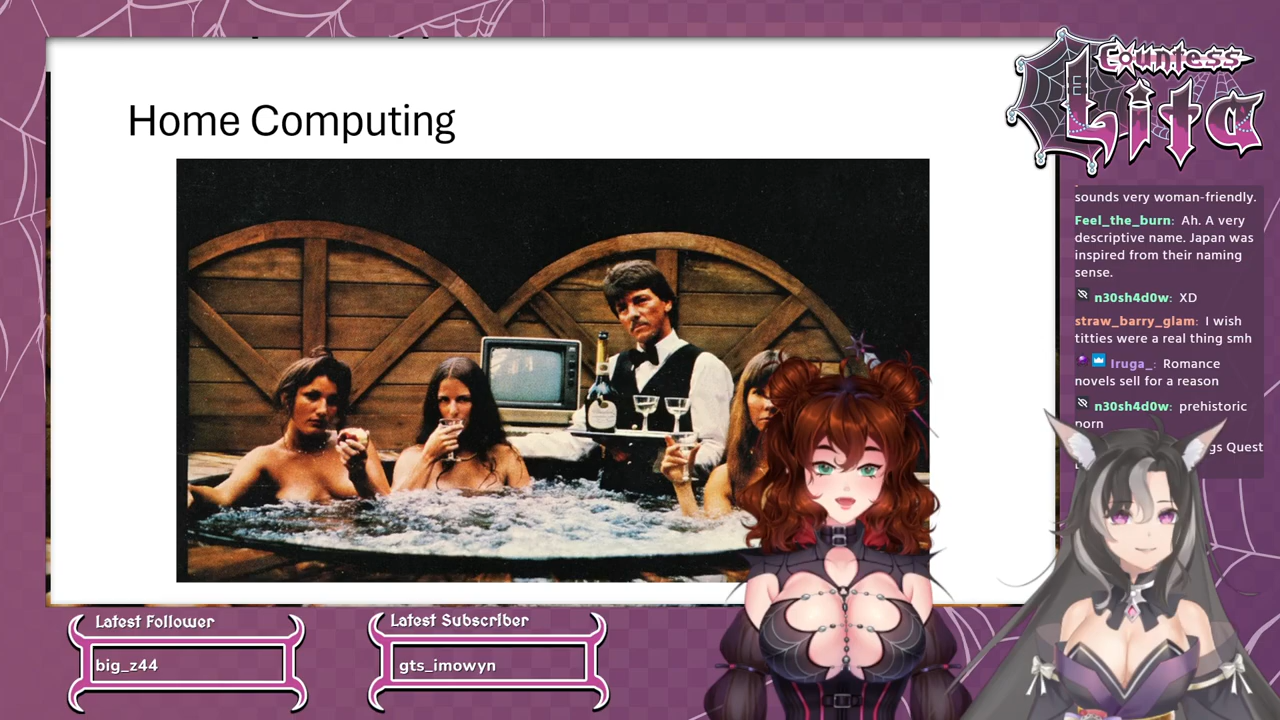 Home Computing
Countess
Lita
sounds very woman-friendly.
Feel_the_burn: Ah. A very
descriptive name. Japan was
inspired from their naming
sense.
n30sh4d0w: XD
straw_barry_glam: I wish
titties were a real thing smh
Iruga_: Romance
novels sell for a reason
n30sh4d0w: prehistoric
porn
gs Quest
Latest Follower
big_z44
Latest Subscriber
gts_imowyn